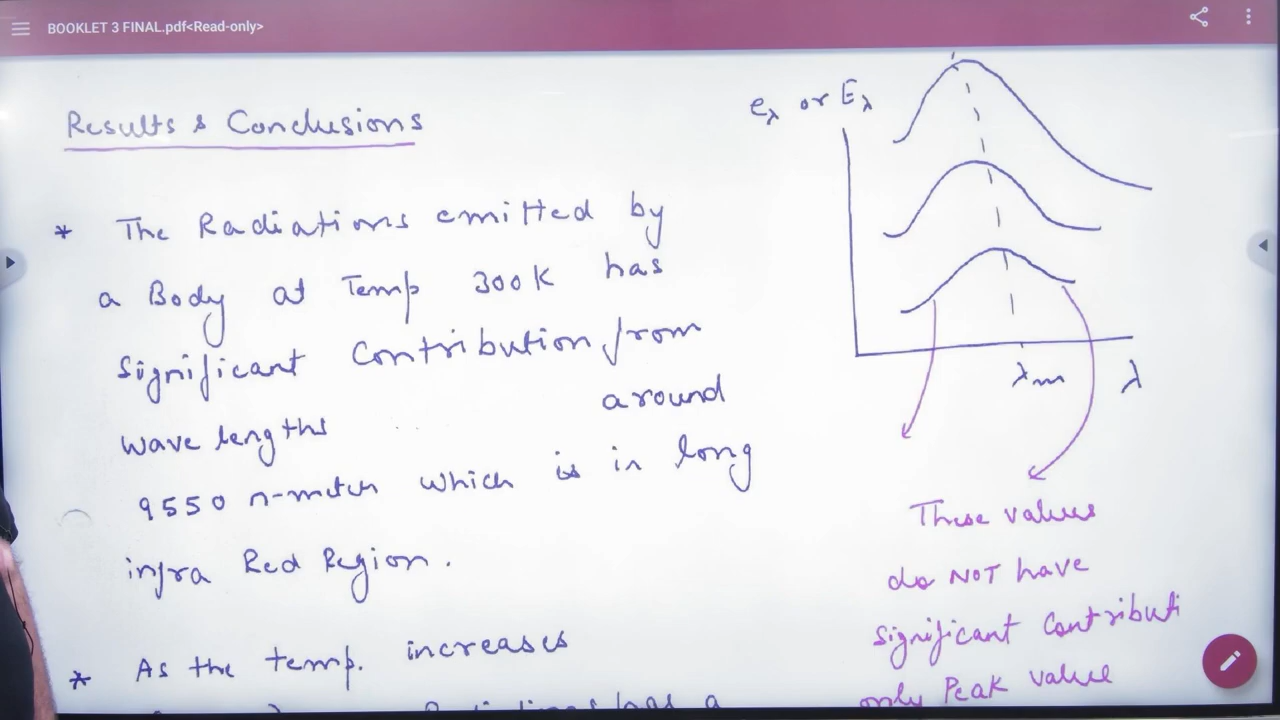 BOOKLET 3 FINAL.pdf<Read-only>
Results & Conclusions
* The Radiations emitted by
a Body at Temp 300K has
Significant Contribution from
wave lengths around
9550 n-meter which is in long
infra Red Region.
* As the temp. increases
has a
eλ or Eλ
λm λ
These values
do NOT have
significant Contributi
only Peak value